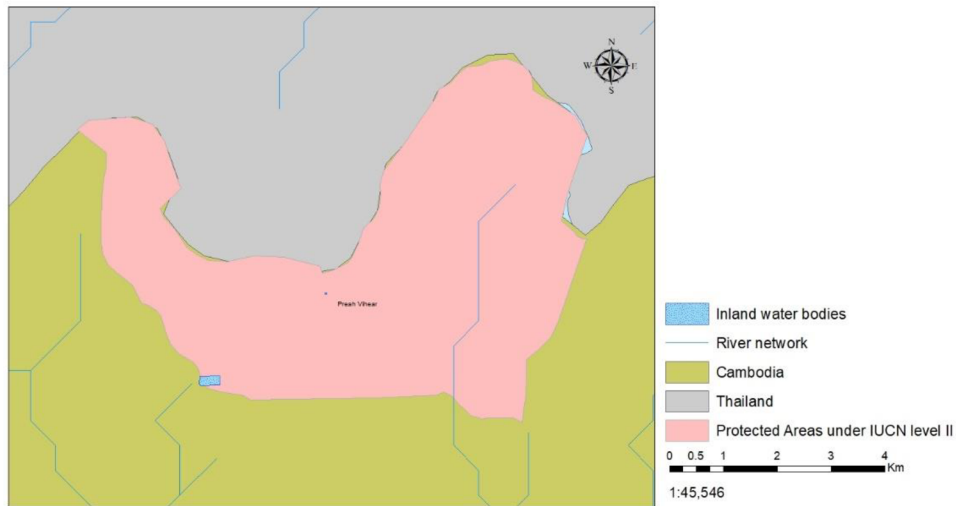 N
W E
S
Preah Vihear
Inland water bodies
River network
Cambodia
Thailand
Protected Areas under IUCN level II
0 0.5 1 2 3 4
Km
1:45,546